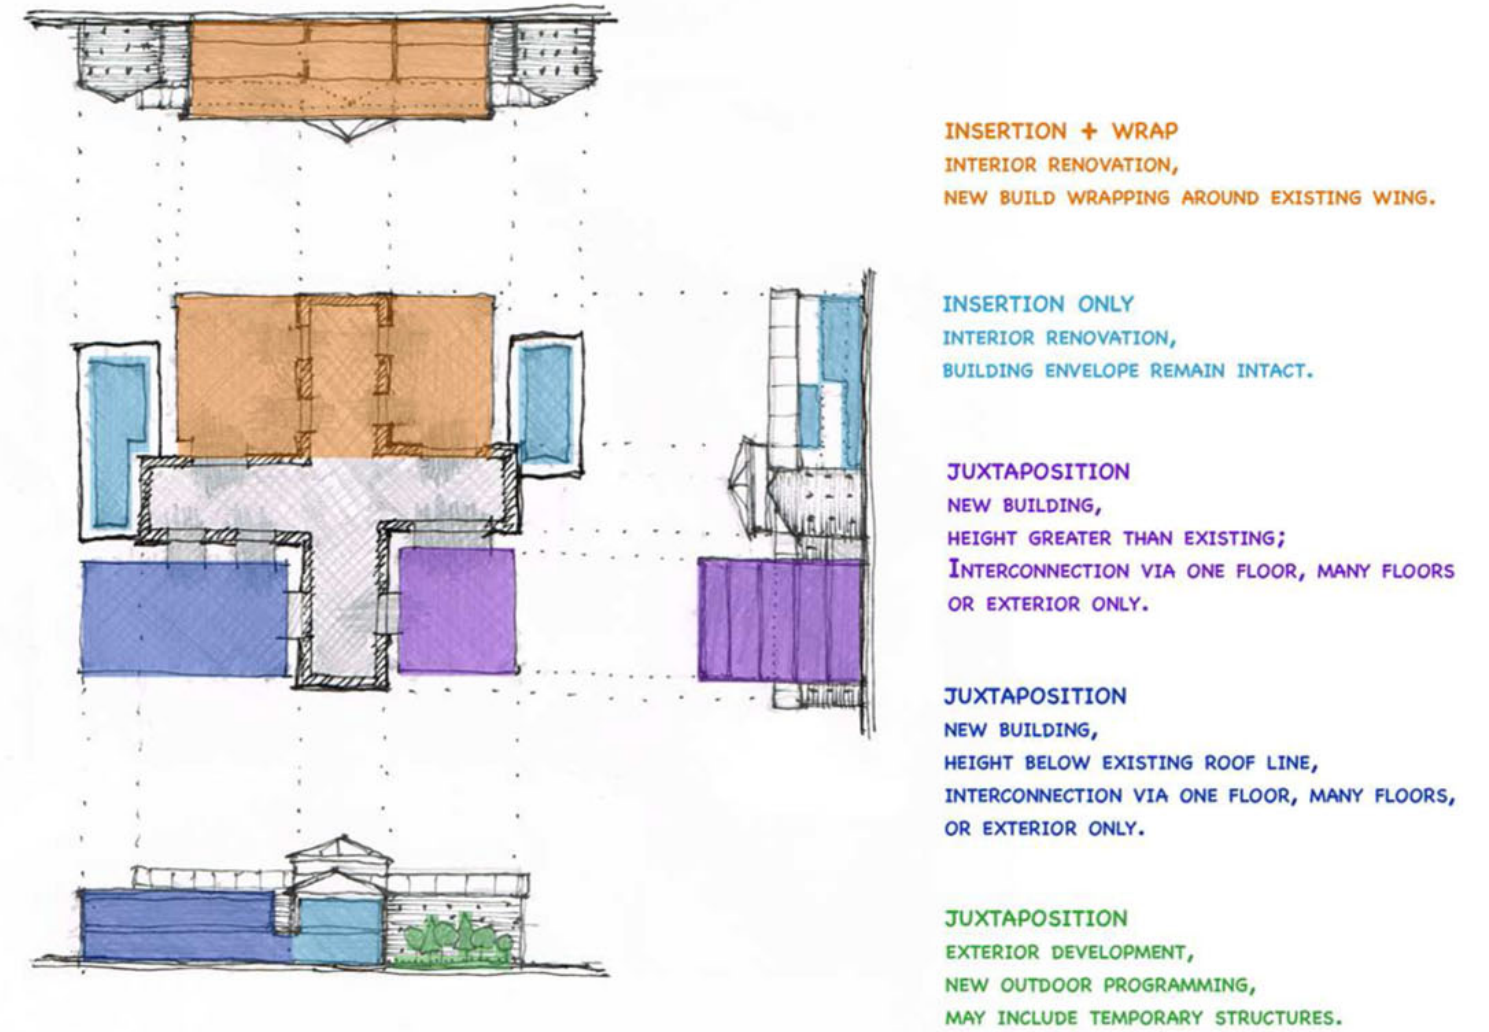 INSERTION + WRAP
INTERIOR RENOVATION,
NEW BUILD WRAPPING AROUND EXISTING WING.
INSERTION ONLY
INTERIOR RENOVATION,
BUILDING ENVELOPE REMAIN INTACT.
JUXTAPOSITION
NEW BUILDING,
HEIGHT GREATER THAN EXISTING;
INTERCONNECTION VIA ONE FLOOR, MANY FLOORS
OR EXTERIOR ONLY.
JUXTAPOSITION
NEW BUILDING,
HEIGHT BELOW EXISTING ROOF LINE,
INTERCONNECTION VIA ONE FLOOR, MANY FLOORS,
OR EXTERIOR ONLY.
JUXTAPOSITION
EXTERIOR DEVELOPMENT,
NEW OUTDOOR PROGRAMMING,
MAY INCLUDE TEMPORARY STRUCTURES.